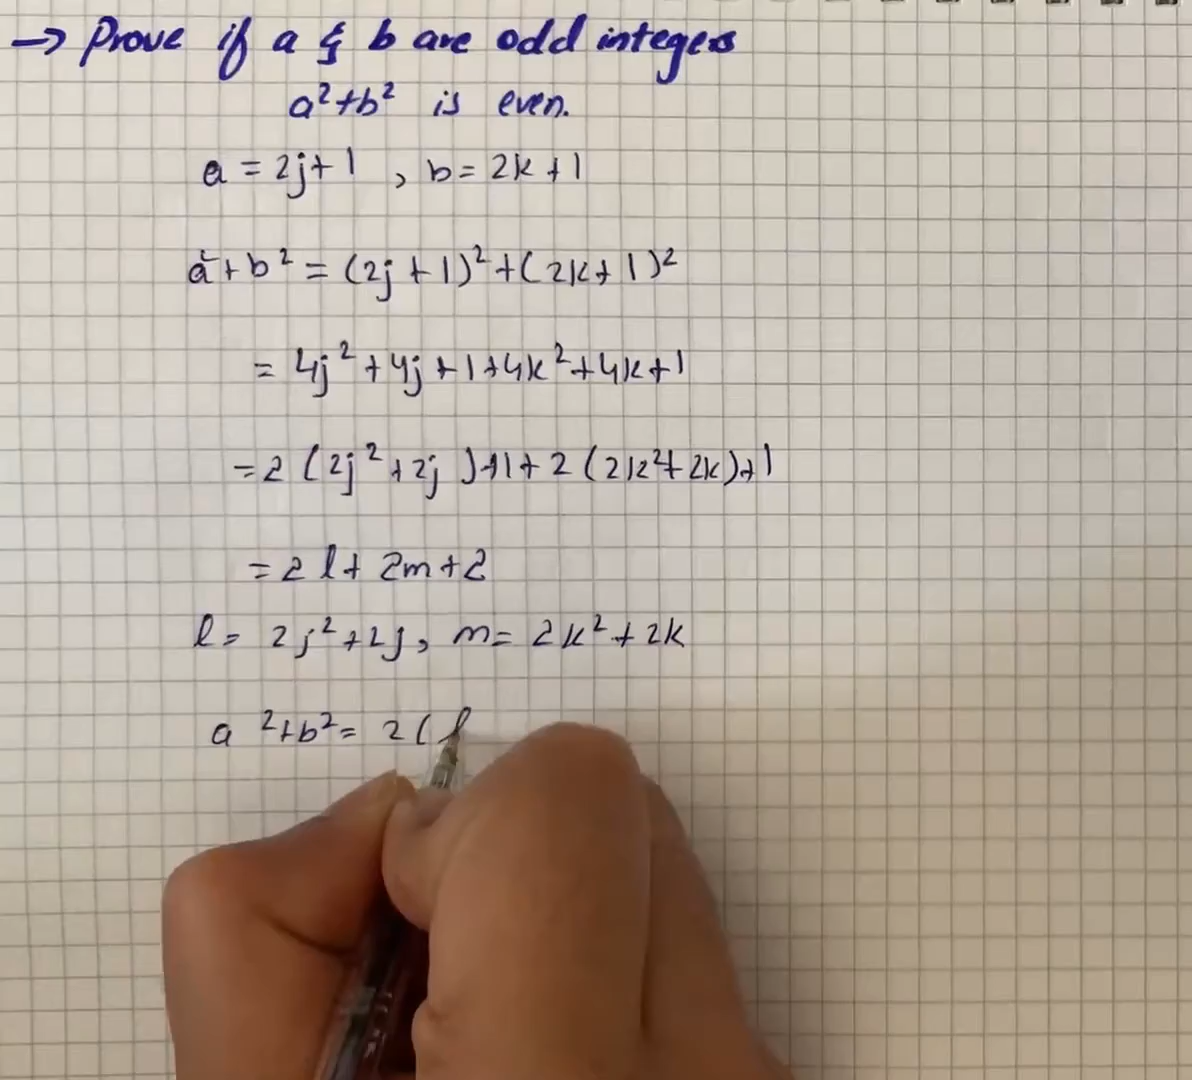 → Prove if a & b are odd integers
a²+b² is even.
a = 2j+1 , b= 2k+1
a²+b² = (2j+1)²+(2k+1)²
= 4j²+4j+1+4k²+4k+1
=2(2j²+2j)+1+2(2k²+2k)+1
=2l+2m+2
l= 2j²+2j, m= 2k²+2k
a²+b²= 2(l